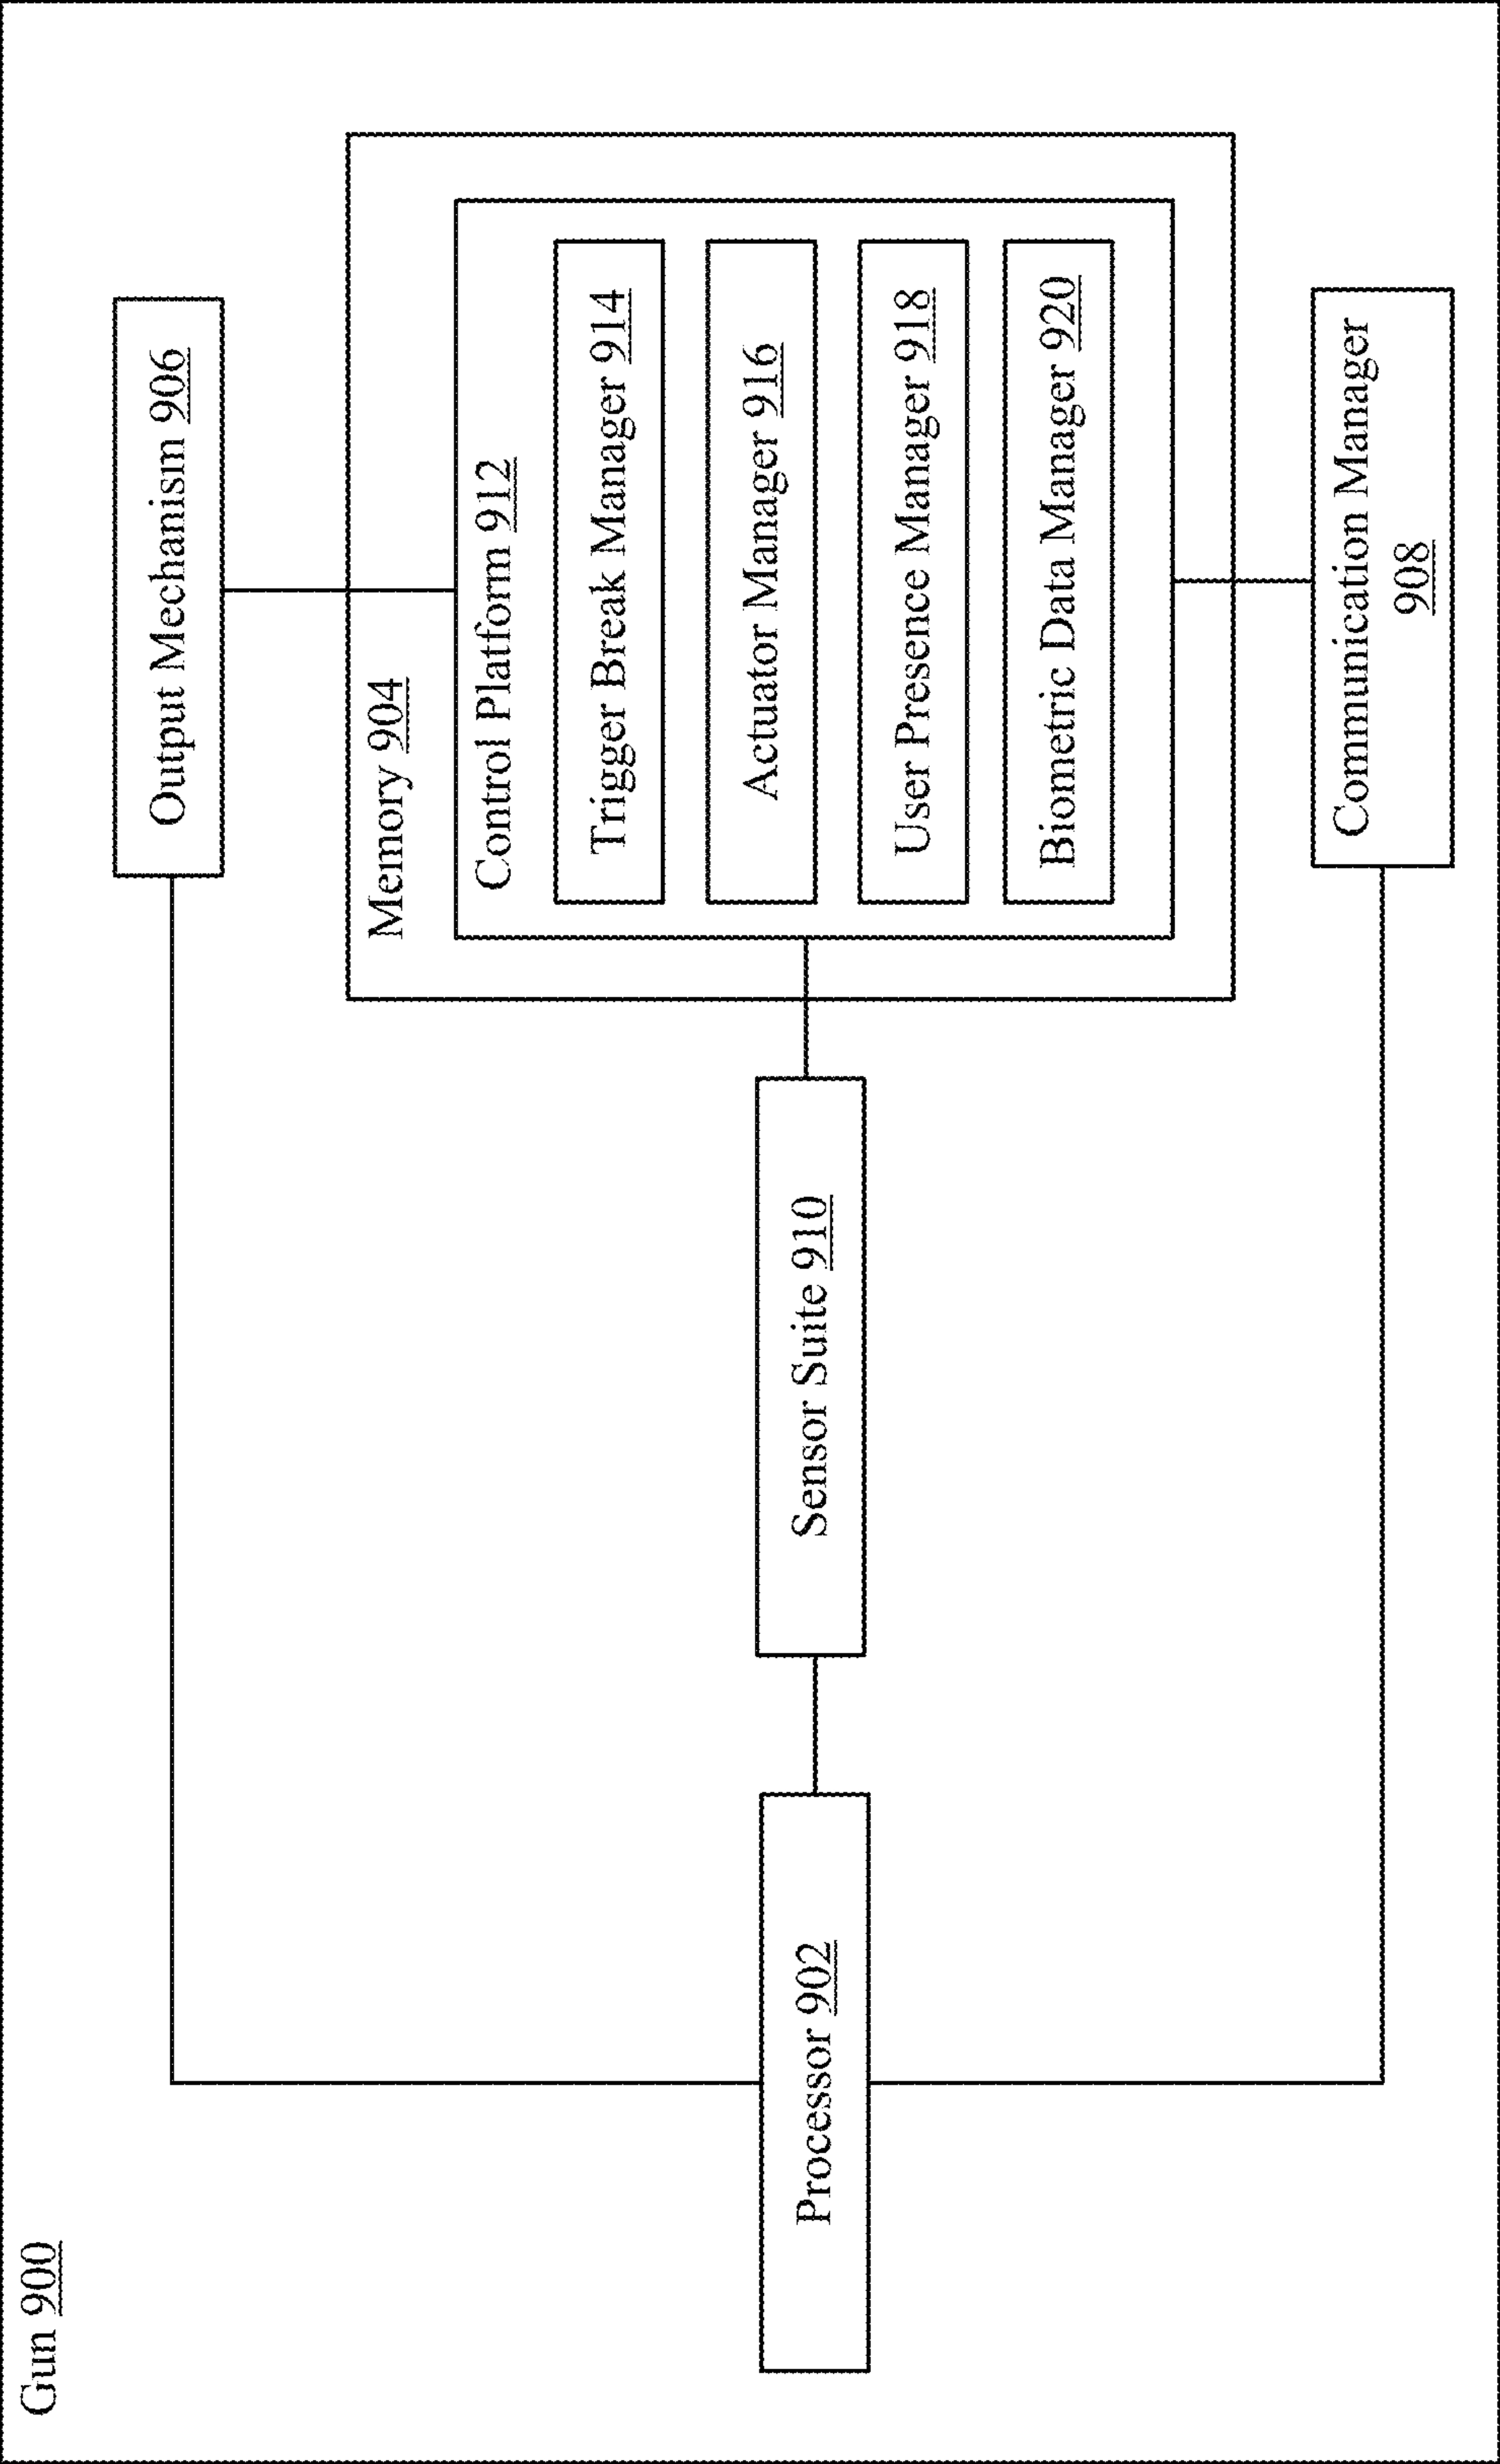 Gun 900
Output Mechanism 906
Memory 904
Control Platform 912
Trigger Break Manager 914
Actuator Manager 916
User Presence Manager 918
Biometric Data Manager 920
Sensor Suite 910
Processor 902
Communication Manager
908